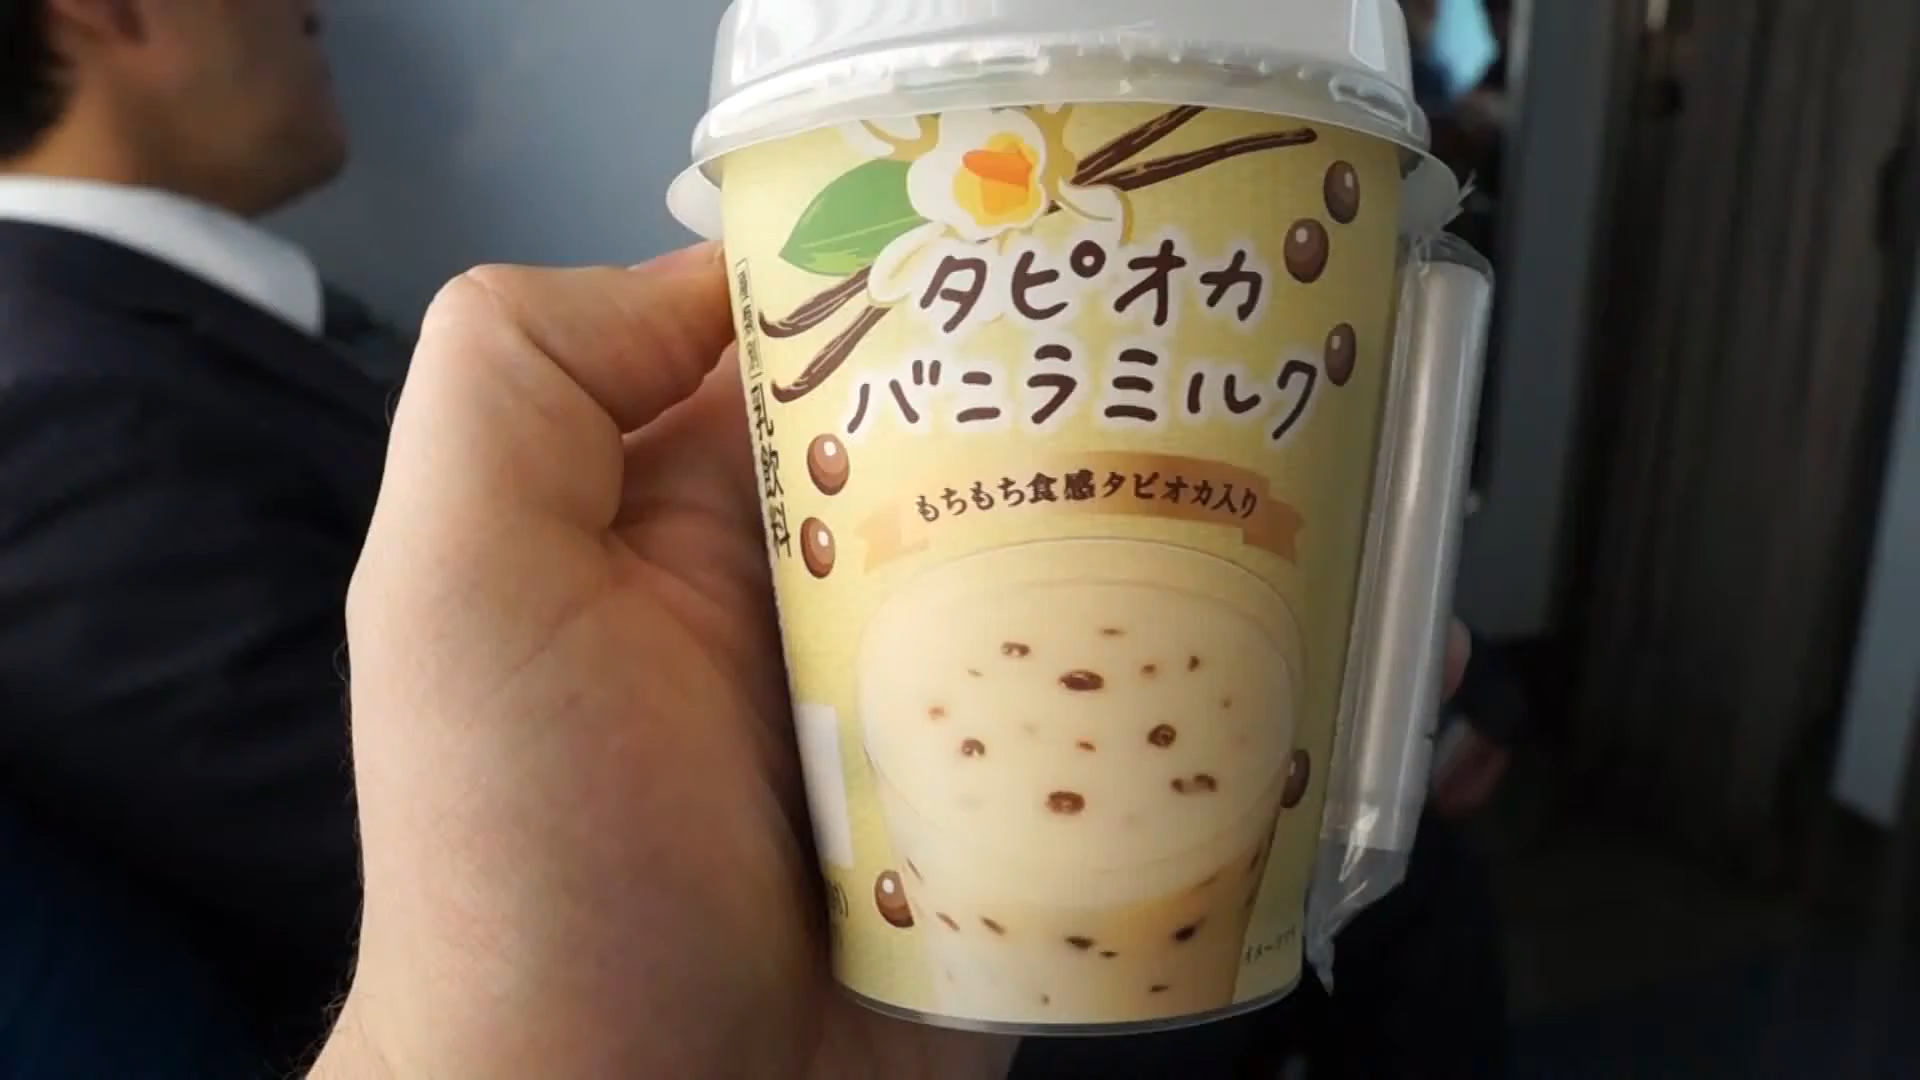 タピオカ
バニラミルク
もちもち食感タピオカ入り
乳飲料